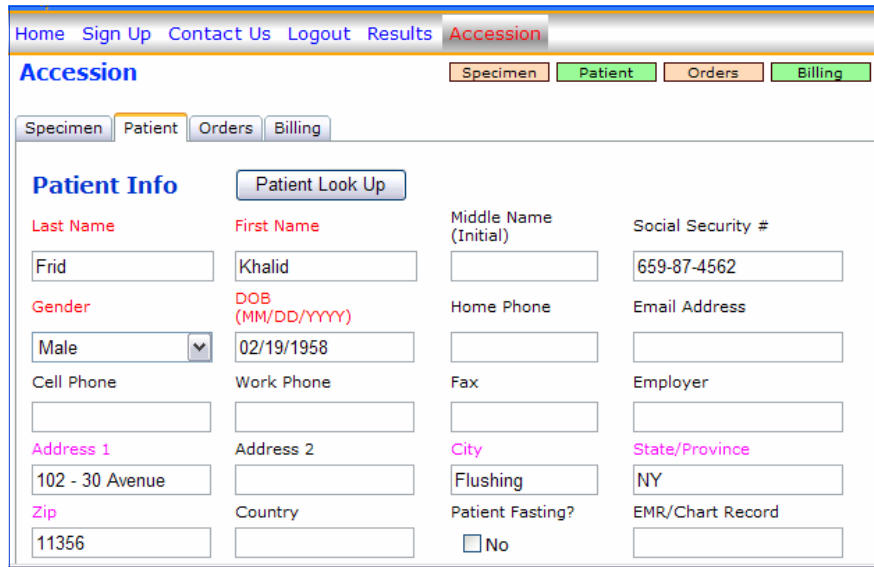 Home Sign Up Contact Us Logout Results Accession
Accession Specimen Patient Orders Billing
Specimen Patient Orders Billing
Patient Info Patient Look Up
Last Name First Name Middle Name (Initial) Social Security #
Frid Khalid 659-87-4562
Gender DOB (MM/DD/YYYY) Home Phone Email Address
Male 02/19/1958
Cell Phone Work Phone Fax Employer
Address 1 Address 2 City State/Province
102 - 30 Avenue Flushing NY
Zip Country Patient Fasting? EMR/Chart Record
11356 No